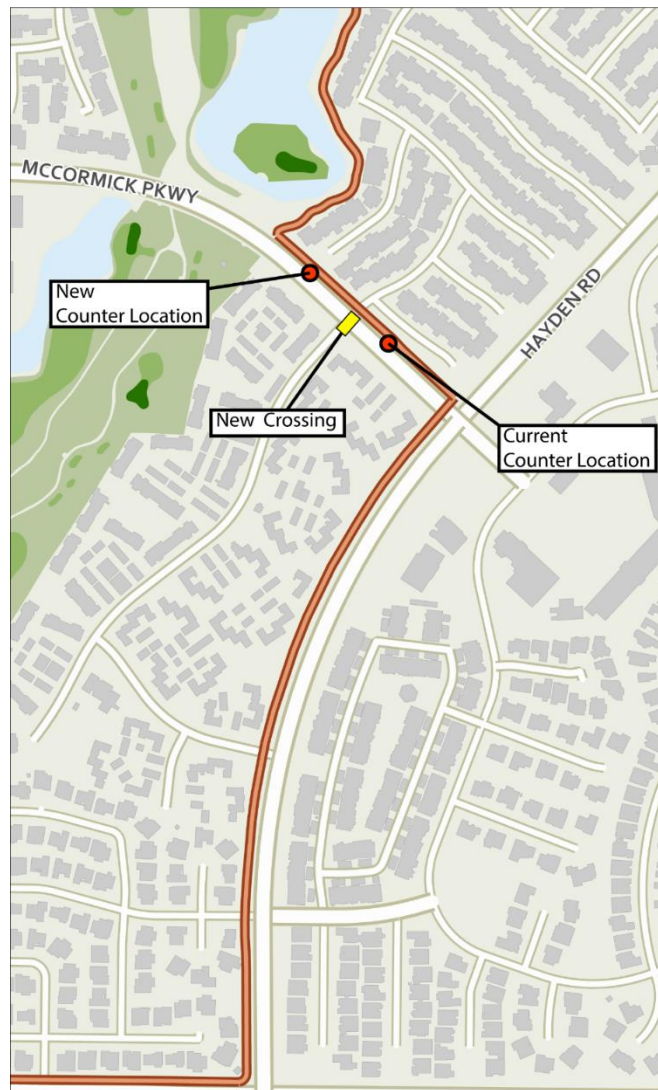 MCCORMICK PKWY
New
Counter Location
HAYDEN RD
New Crossing
Current
Counter Location